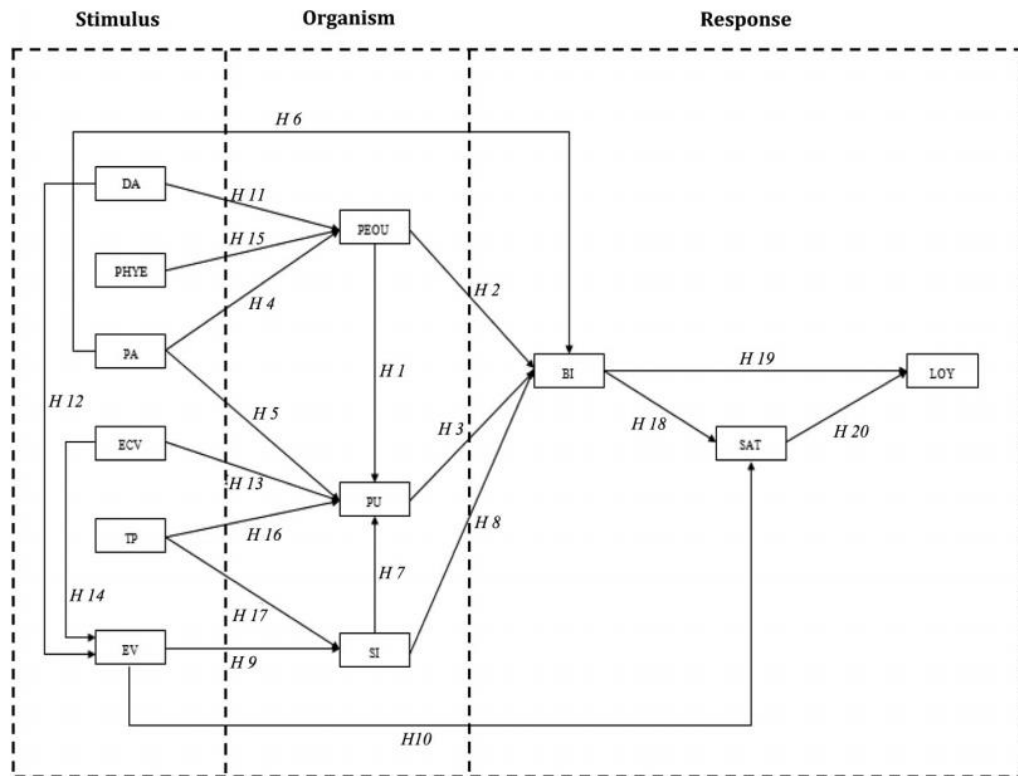 Stimulus
Organism
Response
H 6
DA
H 11
PEOU
H 15
PHYE
H 4
H 2
PA
H 1
BI
H 19
LOY
H 12
H 5
H 3
H 18
H 20
ECV
SAT
H 13
PU
H 16
H 8
TP
H 7
H 14
H 17
EV
H 9
SI
H10